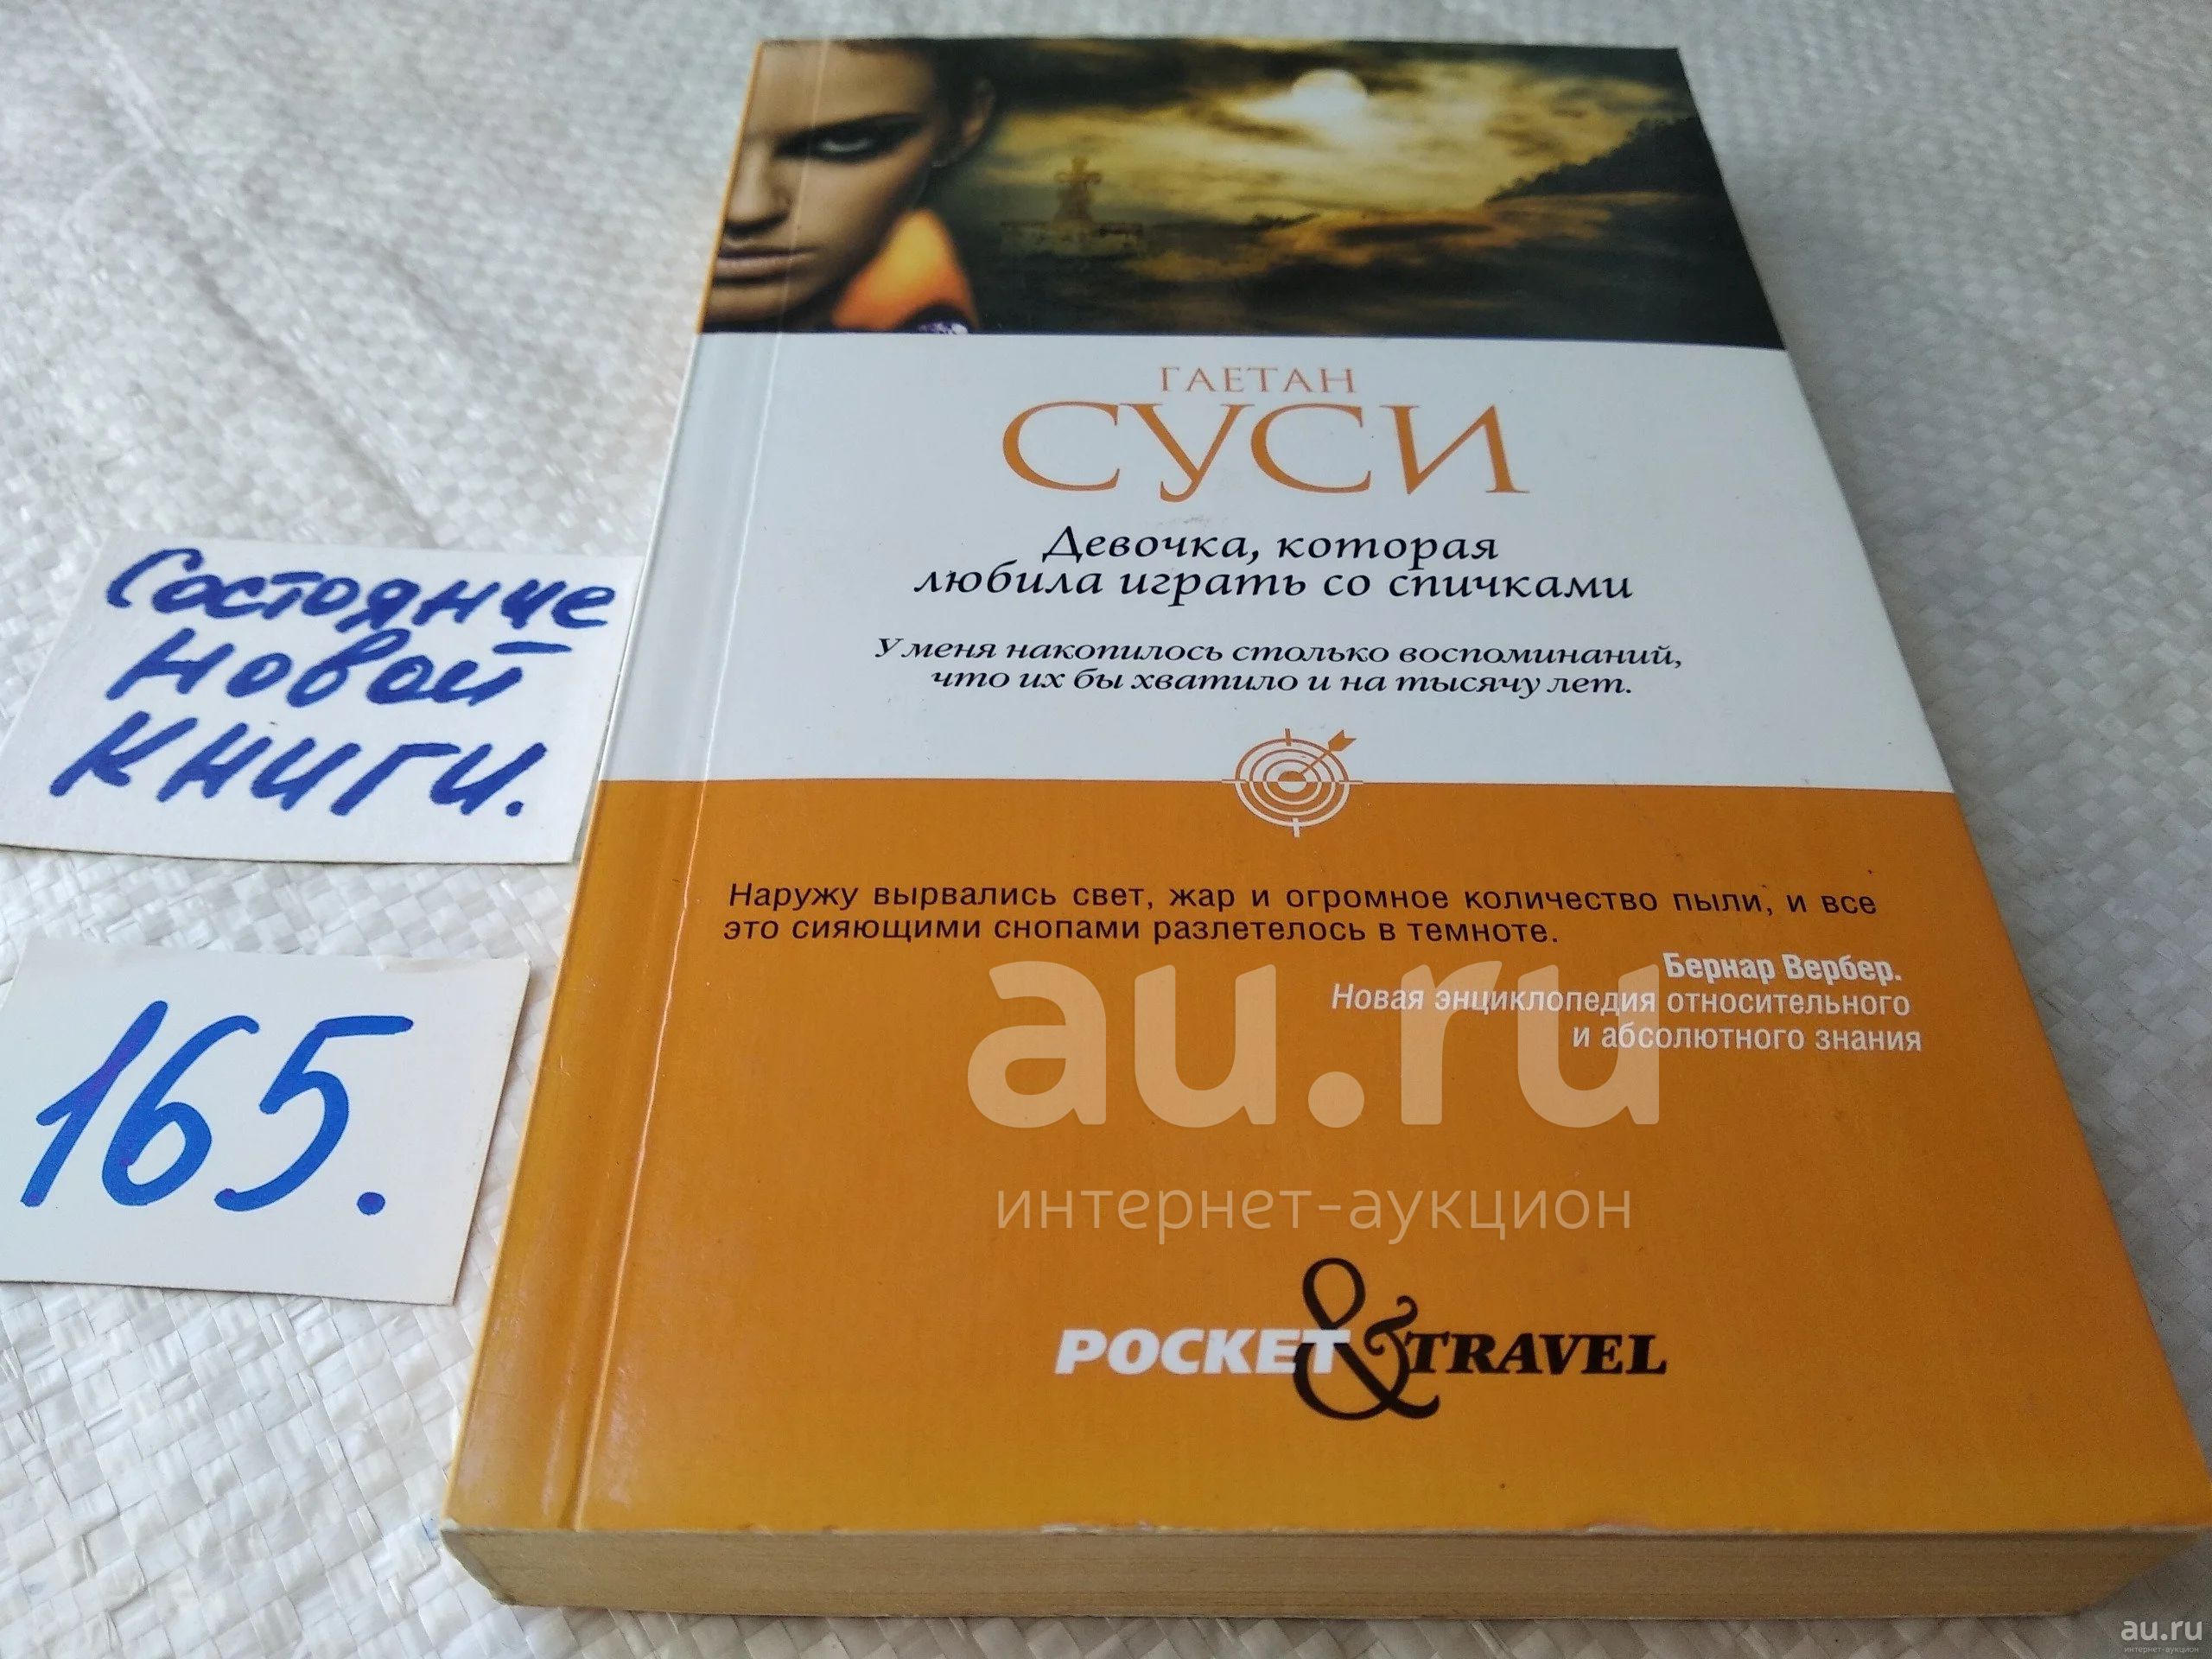 ГАЕТАН
СУСИ
Девочка, которая
любила играть со спичками
У меня накопилось столько воспоминаний,
что их бы хватило и на тысячу лет.
Состояние
новой
книги.
165.
Наружу вырвались свет, жар и огромное количество пыли, и все
это сияющими снопами разлетелось в темноте.
Бернар Вербер.
Новая энциклопедия относительного
и абсолютного знания
au.ru
интернет-аукцион
POCKET&TRAVEL
au.ru
интернет-аукцион